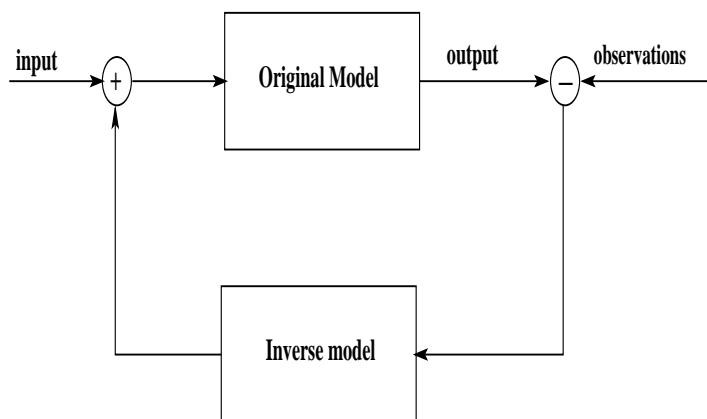 input
+
Original Model
output
−
observations
Inverse model